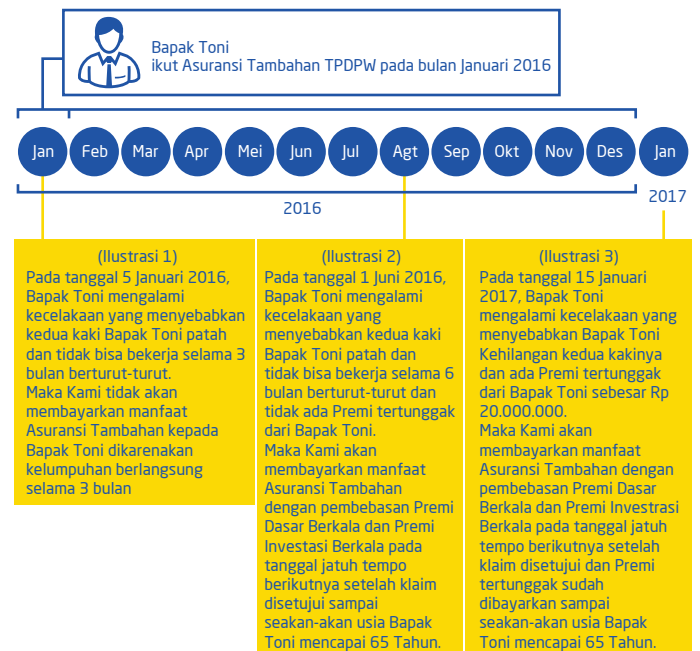 Bapak Toni
ikut Asuransi Tambahan TPDPW pada bulan Januari 2016
Jan Feb Mar Apr Mei Jun Jul Agt Sep Okt Nov Des Jan
2016
2017
(Ilustrasi 1)
Pada tanggal 5 Januari 2016,
Bapak Toni mengalami
kecelakaan yang menyebabkan
kedua kaki Bapak Toni patah
dan tidak bisa bekerja selama 3
bulan berturut-turut.
Maka Kami tidak akan
membayarkan manfaat
Asuransi Tambahan kepada
Bapak Toni dikarenakan
kelumpuhan berlangsung
selama 3 bulan
(Ilustrasi 2)
Pada tanggal 1 Juni 2016,
Bapak Toni mengalami
kecelakaan yang
menyebabkan kedua kaki
Bapak Toni patah dan
tidak bisa bekerja selama 6
bulan berturut-turut dan
tidak ada Premi tertunggak
dari Bapak Toni.
Maka Kami akan
membayarkan manfaat
Asuransi Tambahan
dengan pembebasan Premi
Dasar Berkala dan Premi
Investasi Berkala pada
tanggal jatuh tempo
berikutnya setelah klaim
disetujui sampai
seakan-akan usia Bapak
Toni mencapai 65 Tahun.
(Ilustrasi 3)
Pada tanggal 15 Januari
2017, Bapak Toni
mengalami kecelakaan yang
menyebabkan Bapak Toni
Kehilangan kedua kakinya
dan ada Premi tertunggak
dari Bapak Toni sebesar Rp
20.000.000.
Maka Kami akan
membayarkan manfaat
Asuransi Tambahan dengan
pembebasan Premi Dasar
Berkala dan Premi Investrasi
Berkala pada tanggal jatuh
tempo berikutnya setelah
klaim disetujui dan Premi
tertunggak sudah
dibayarkan sampai
seakan-akan usia Bapak
Toni mencapai 65 Tahun.